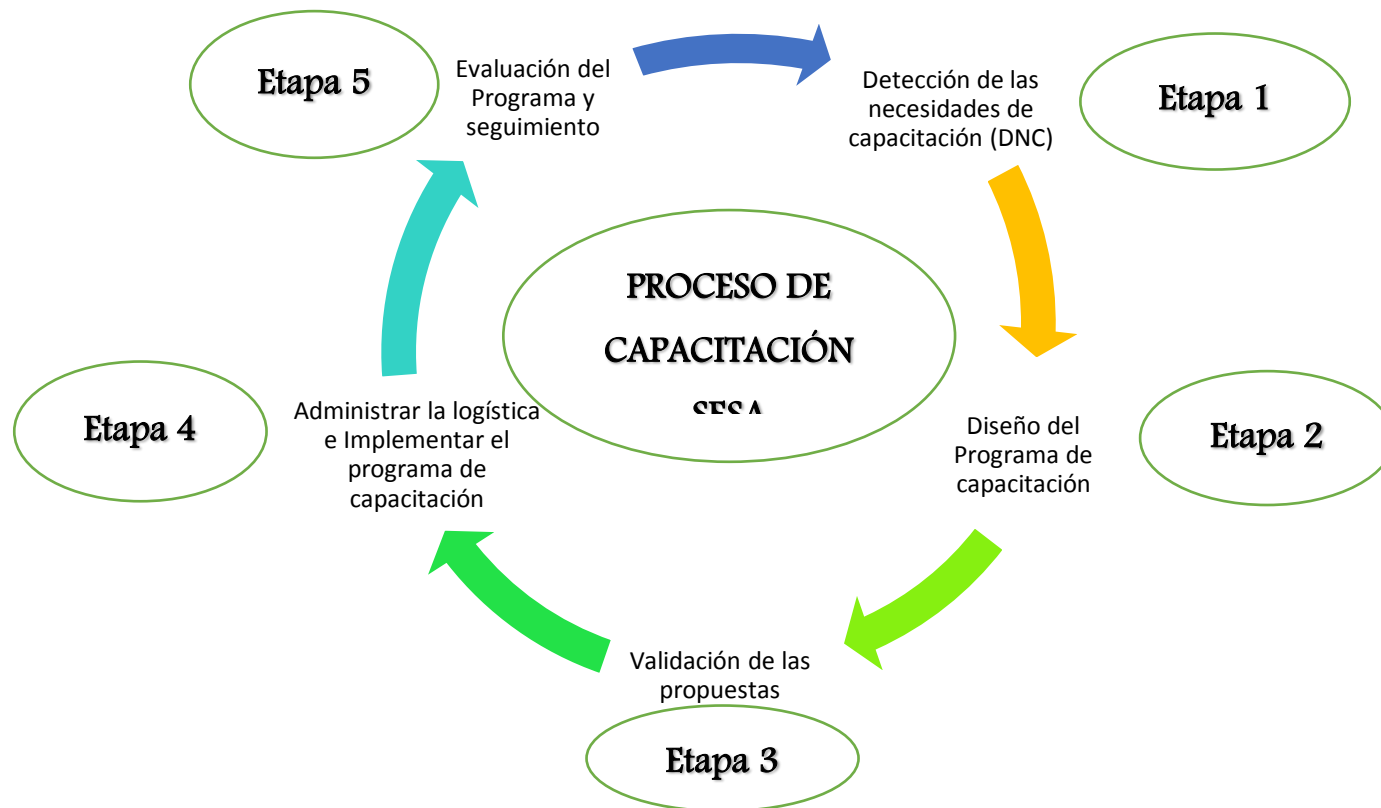 PROCESO DE
CAPACITACIÓN
Etapa 1
Detección de las
necesidades de
capacitación (DNC)
Etapa 2
Diseño del
Programa de
capacitación
Validación de las
propuestas
Etapa 3
Etapa 4
Administrar la logística
e Implementar el
programa de
capacitación
Etapa 5
Evaluación del
Programa y
seguimiento